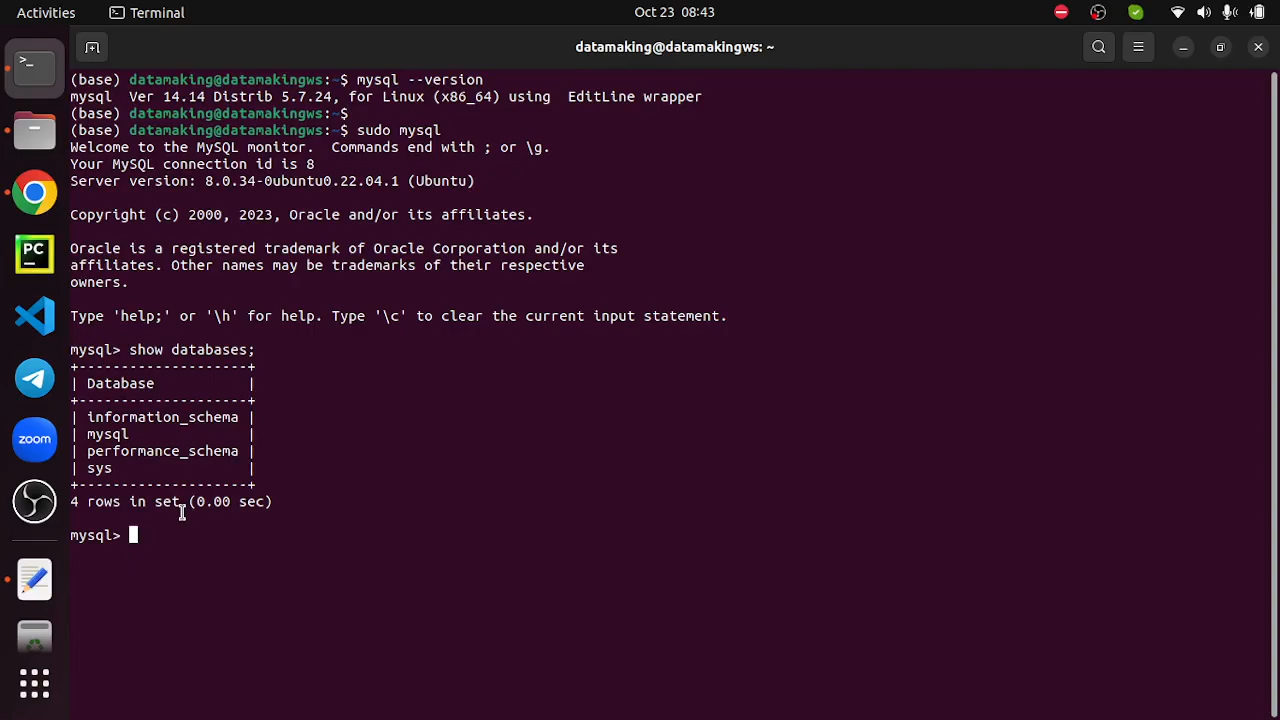 Activities
Terminal
Oct 23 08:43
datamaking@datamakingws: ~
(base) datamaking@datamakingws:~$ mysql --version
mysql  Ver 14.14 Distrib 5.7.24, for Linux (x86_64) using  EditLine wrapper
(base) datamaking@datamakingws:~$
(base) datamaking@datamakingws:~$ sudo mysql
Welcome to the MySQL monitor.  Commands end with ; or \g.
Your MySQL connection id is 8
Server version: 8.0.34-0ubuntu0.22.04.1 (Ubuntu)
Copyright (c) 2000, 2023, Oracle and/or its affiliates.
Oracle is a registered trademark of Oracle Corporation and/or its
affiliates. Other names may be trademarks of their respective
owners.
Type 'help;' or '\h' for help. Type '\c' to clear the current input statement.
mysql> show databases;
+--------------------+
| Database           |
+--------------------+
| information_schema |
| mysql              |
| performance_schema |
| sys                |
+--------------------+
4 rows in set (0.00 sec)
mysql>
>_
PC
zoom